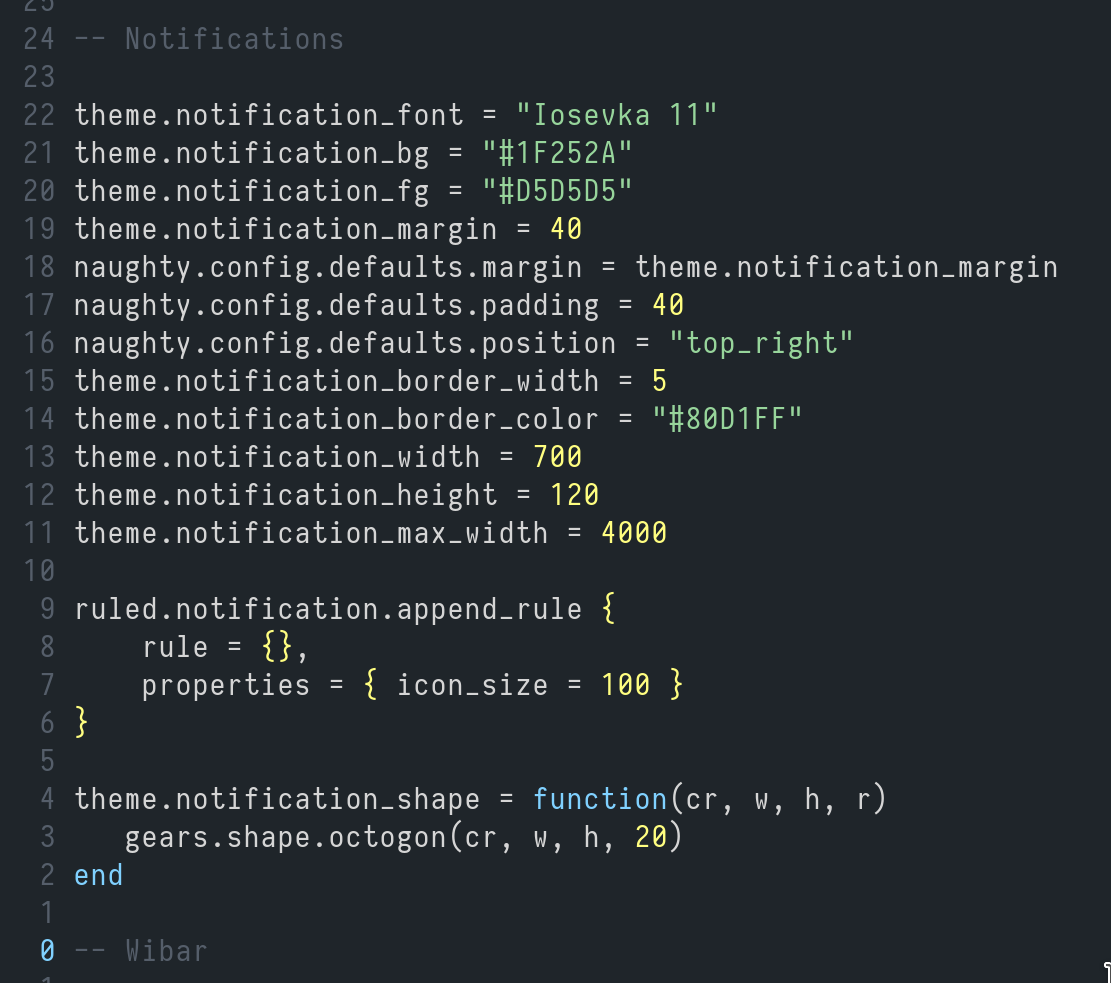 25
24 -- Notifications
23
22 theme.notification_font = "Iosevka 11"
21 theme.notification_bg = "#1F252A"
20 theme.notification_fg = "#D5D5D5"
19 theme.notification_margin = 40
18 naughty.config.defaults.margin = theme.notification_margin
17 naughty.config.defaults.padding = 40
16 naughty.config.defaults.position = "top_right"
15 theme.notification_border_width = 5
14 theme.notification_border_color = "#80D1FF"
13 theme.notification_width = 700
12 theme.notification_height = 120
11 theme.notification_max_width = 4000
10
9 ruled.notification.append_rule {
8     rule = {},
7     properties = { icon_size = 100 }
6 }
5
4 theme.notification_shape = function(cr, w, h, r)
3    gears.shape.octogon(cr, w, h, 20)
2 end
1
0 -- Wibar
1